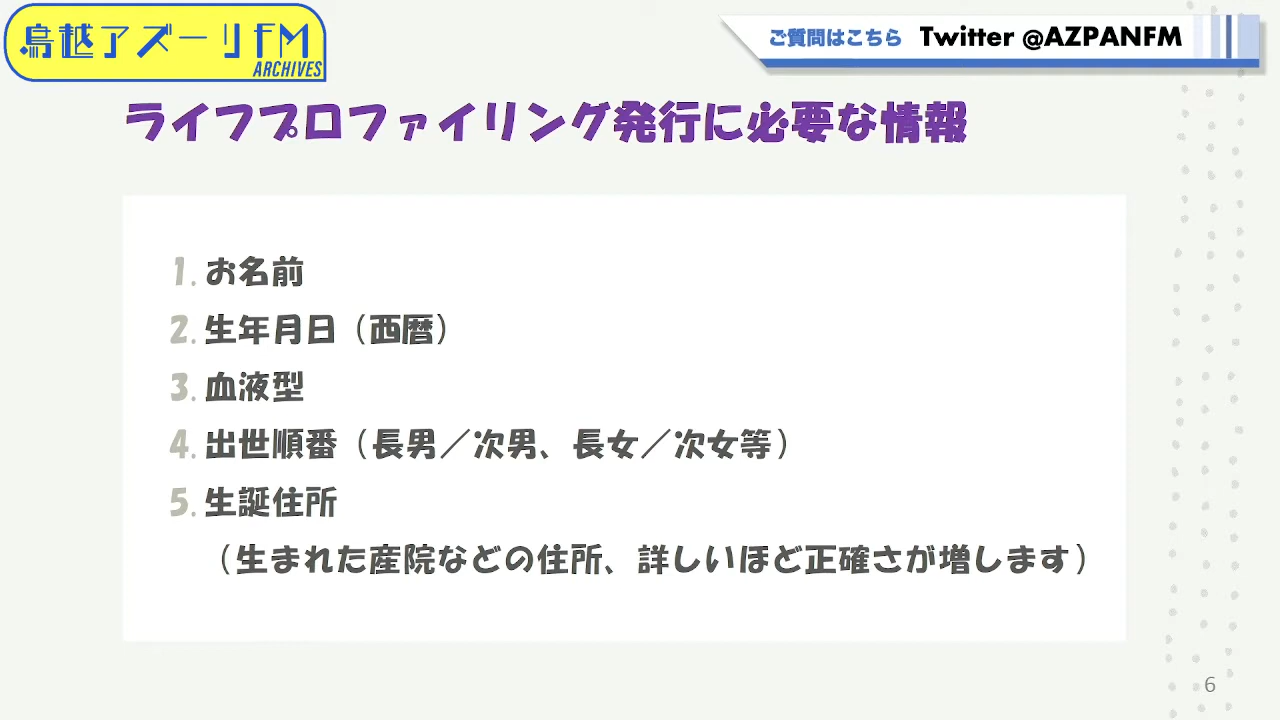 鳥越アズーリFM
ARCHIVES
ご質問はこちら Twitter @AZPANFM
ライフプロファイリング発行に必要な情報
1. お名前
2. 生年月日（西暦）
3. 血液型
4. 出世順番（長男／次男、長女／次女等）
5. 生誕住所
（生まれた産院などの住所、詳しいほど正確さが増します）
6